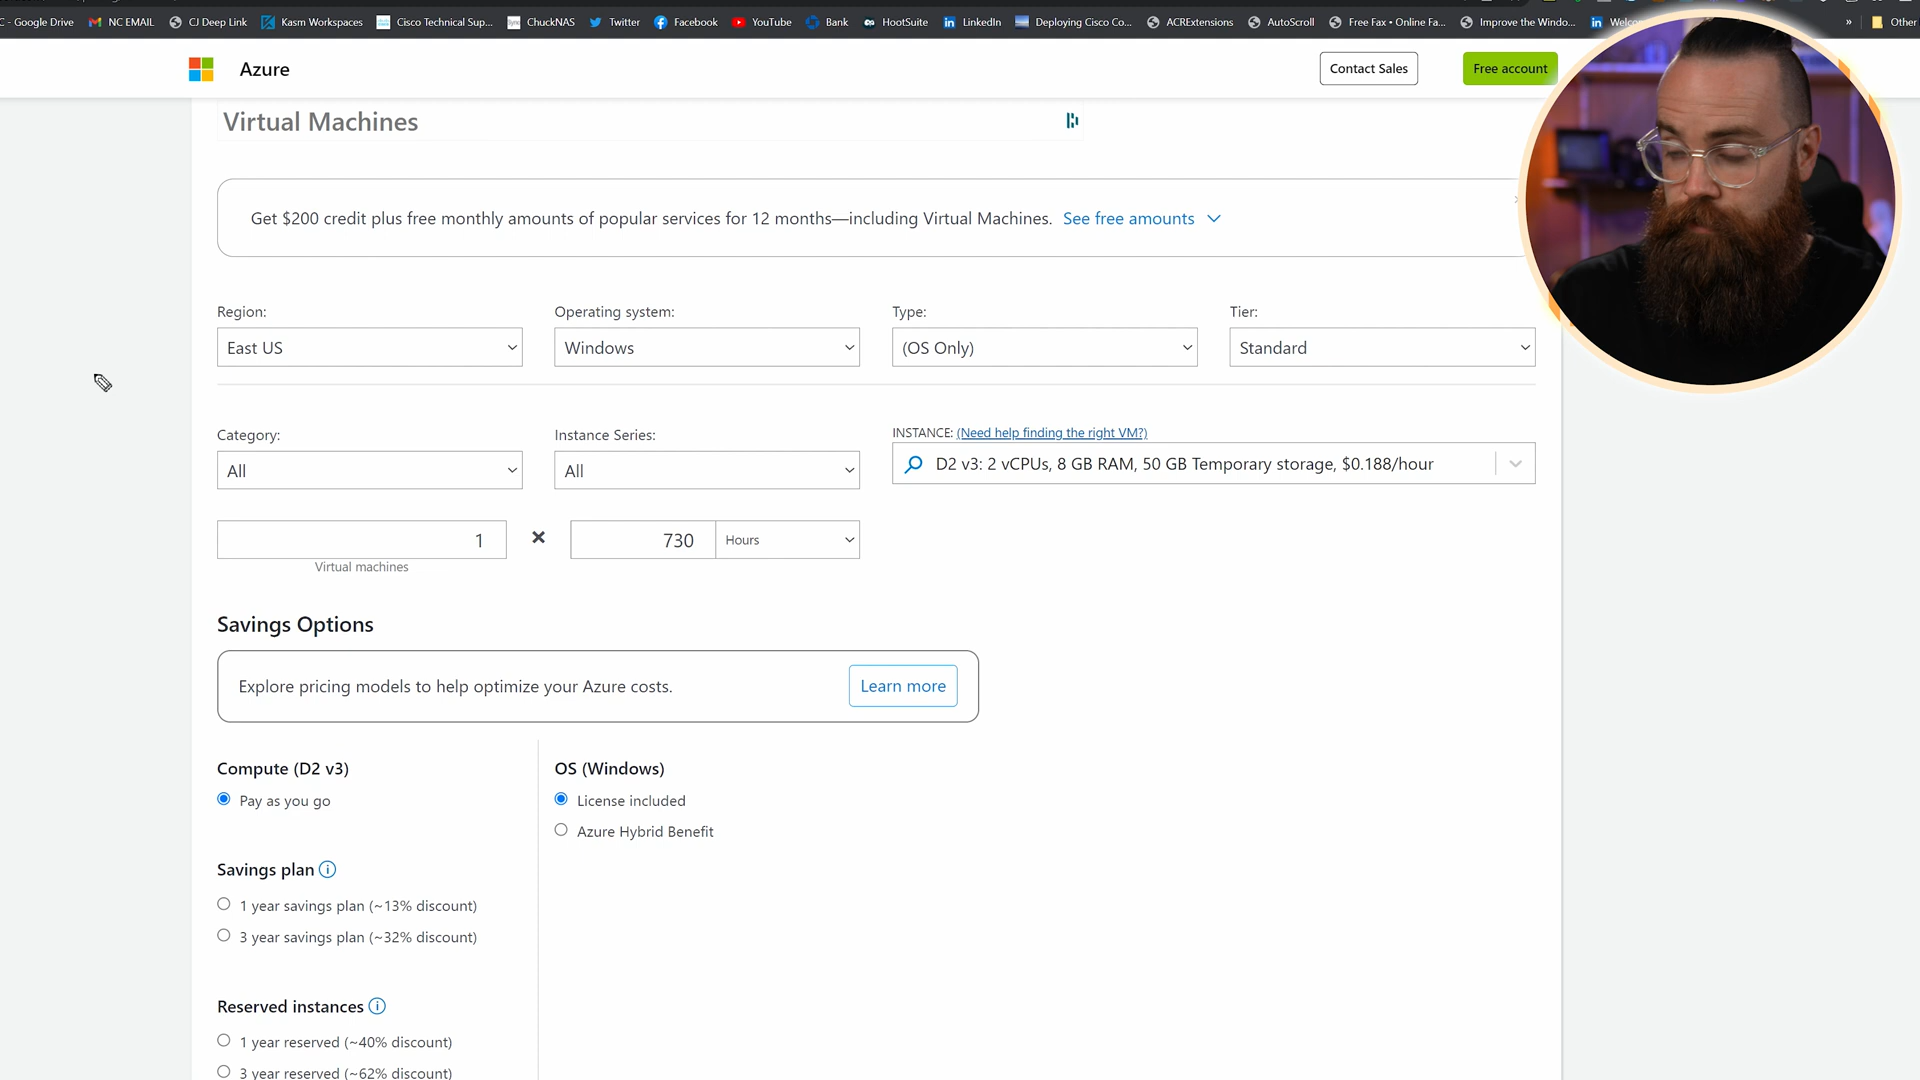 C - Google Drive NC EMAIL CJ Deep Link Kasm Workspaces Cisco Technical Sup... ChuckNAS Twitter Facebook YouTube Bank HootSuite LinkedIn Deploying Cisco Co... ACRExtensions AutoScroll Free Fax • Online Fa... Improve the Windo... » Other
Azure
Contact Sales
Free account
Virtual Machines
Get $200 credit plus free monthly amounts of popular services for 12 months—including Virtual Machines. See free amounts
Region: Operating system: Type: Tier:
East US Windows (OS Only) Standard
Category: Instance Series: INSTANCE: (Need help finding the right VM?)
All All D2 v3: 2 vCPUs, 8 GB RAM, 50 GB Temporary storage, $0.188/hour
1 × 730 Hours
Virtual machines
Savings Options
Explore pricing models to help optimize your Azure costs. Learn more
Compute (D2 v3) OS (Windows)
Pay as you go License included
Azure Hybrid Benefit
Savings plan
1 year savings plan (~13% discount)
3 year savings plan (~32% discount)
Reserved instances
1 year reserved (~40% discount)
3 year reserved (~62% discount)